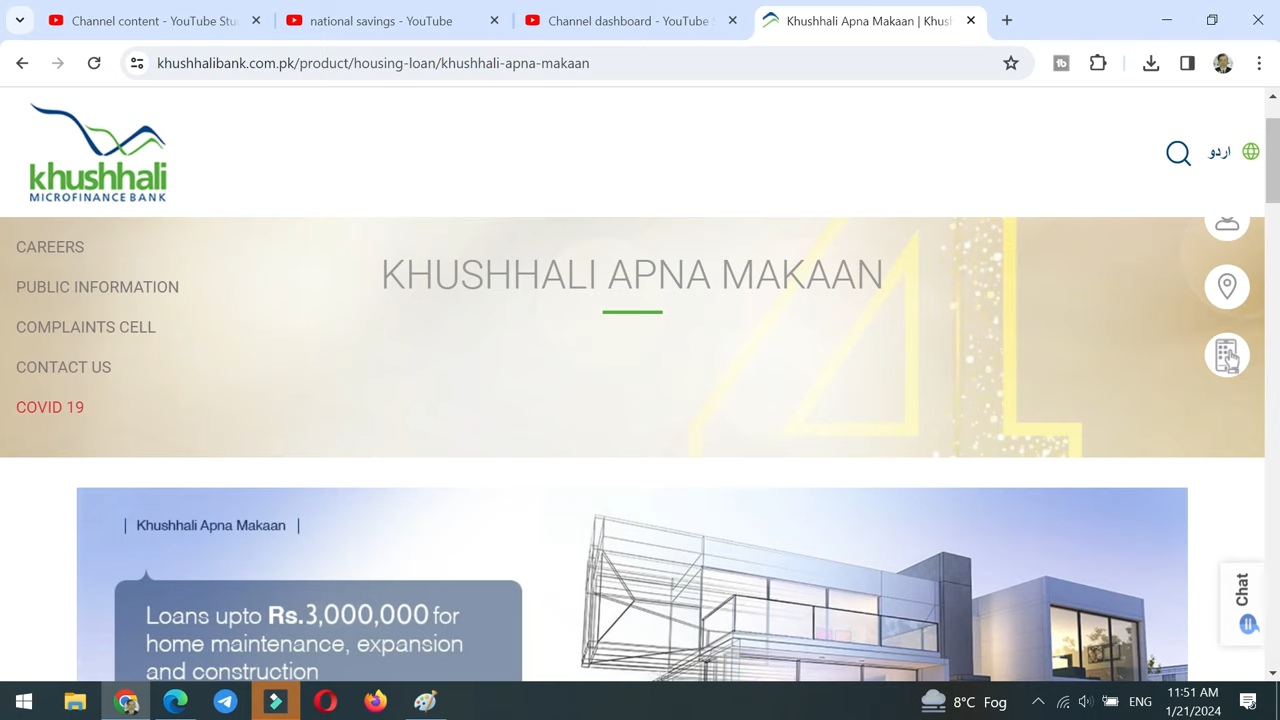 Channel content - YouTube Stu
national savings - YouTube
Channel dashboard - YouTube S
Khushhali Apna Makaan | Khush
khushhalibank.com.pk/product/housing-loan/khushhali-apna-makaan
khushhali
MICROFINANCE BANK
اردو
CAREERS
PUBLIC INFORMATION
COMPLAINTS CELL
CONTACT US
COVID 19
KHUSHHALI APNA MAKAAN
| Khushhali Apna Makaan |
Loans upto Rs.3,000,000 for
home maintenance, expansion
and construction
Chat
8°C Fog
ENG
11:51 AM
1/21/2024